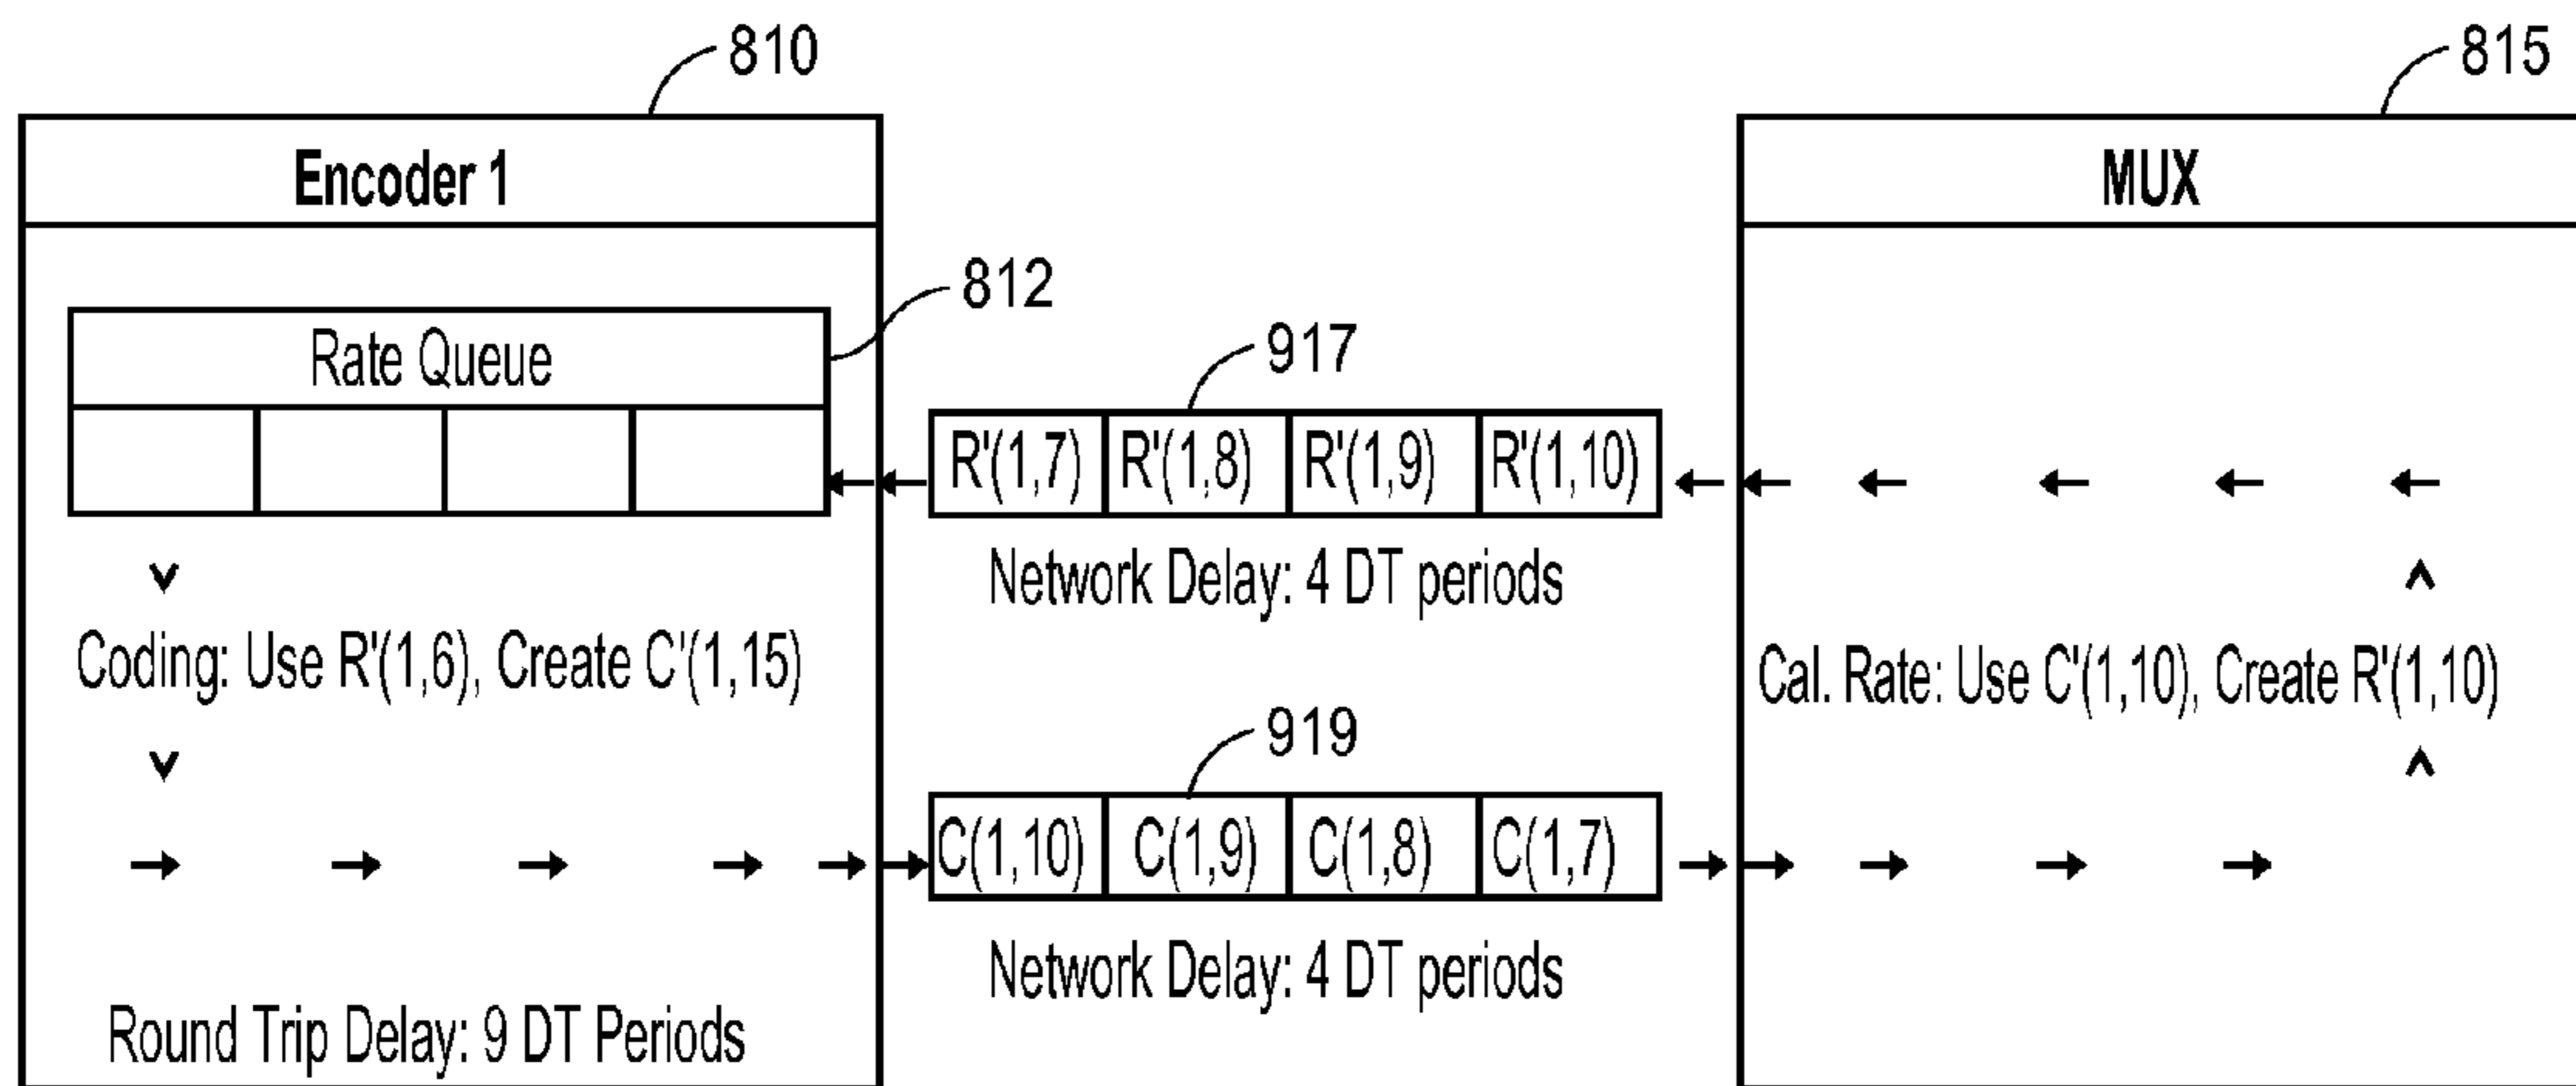 810
815
Encoder 1
MUX
812
Rate Queue
917
R'(1,7) R'(1,8) R'(1,9) R'(1,10)
Network Delay: 4 DT periods
Coding: Use R'(1,6), Create C'(1,15)
Cal. Rate: Use C'(1,10), Create R'(1,10)
919
C(1,10) C(1,9) C(1,8) C(1,7)
Network Delay: 4 DT periods
Round Trip Delay: 9 DT Periods